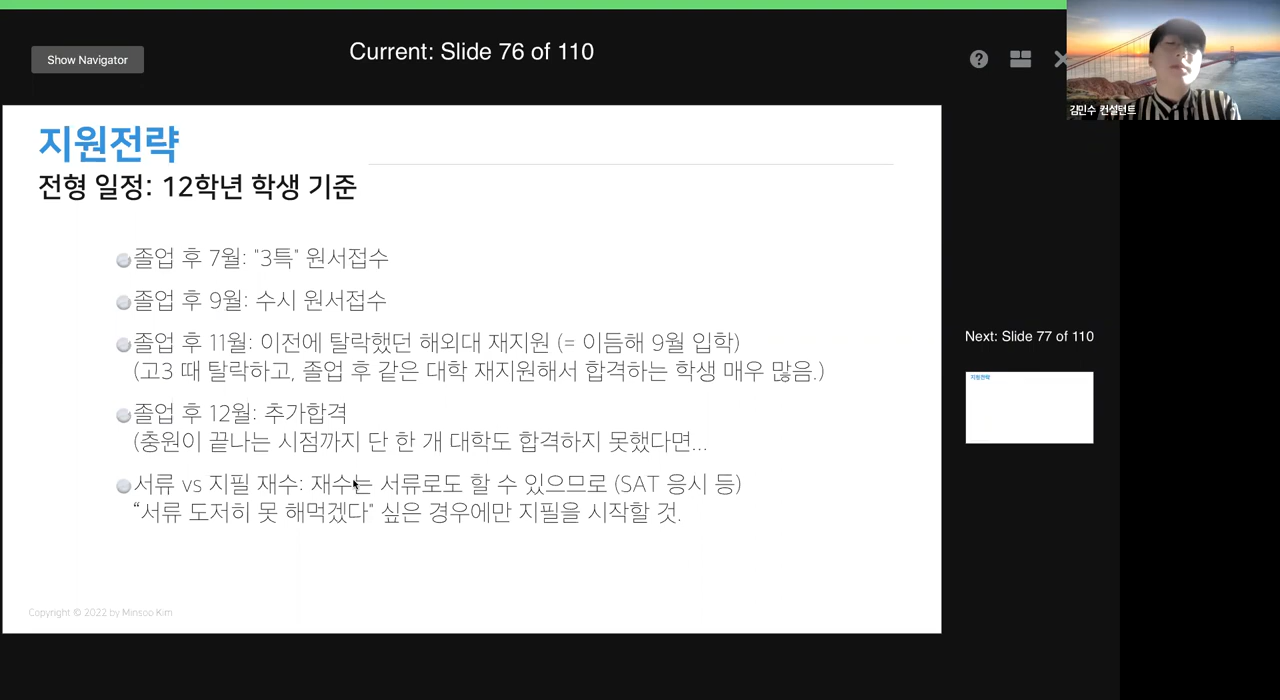 Show Navigator
Current: Slide 76 of 110
김민수 컨설턴트
지원전략
전형 일정: 12학년 학생 기준
졸업 후 7월: "3특" 원서접수
졸업 후 9월: 수시 원서접수
졸업 후 11월: 이전에 탈락했던 해외대 재지원 (= 이듬해 9월 입학)
(고3 때 탈락하고, 졸업 후 같은 대학 재지원해서 합격하는 학생 매우 많음.)
졸업 후 12월: 추가합격
(충원이 끝나는 시점까지 단 한 개 대학도 합격하지 못했다면...
서류 vs 지필 재수: 재수는 서류로도 할 수 있으므로 (SAT 응시 등)
“서류 도저히 못 해먹겠다" 싶은 경우에만 지필을 시작할 것.
Copyright © 2022 by Minsoo Kim
Next: Slide 77 of 110
지원전략